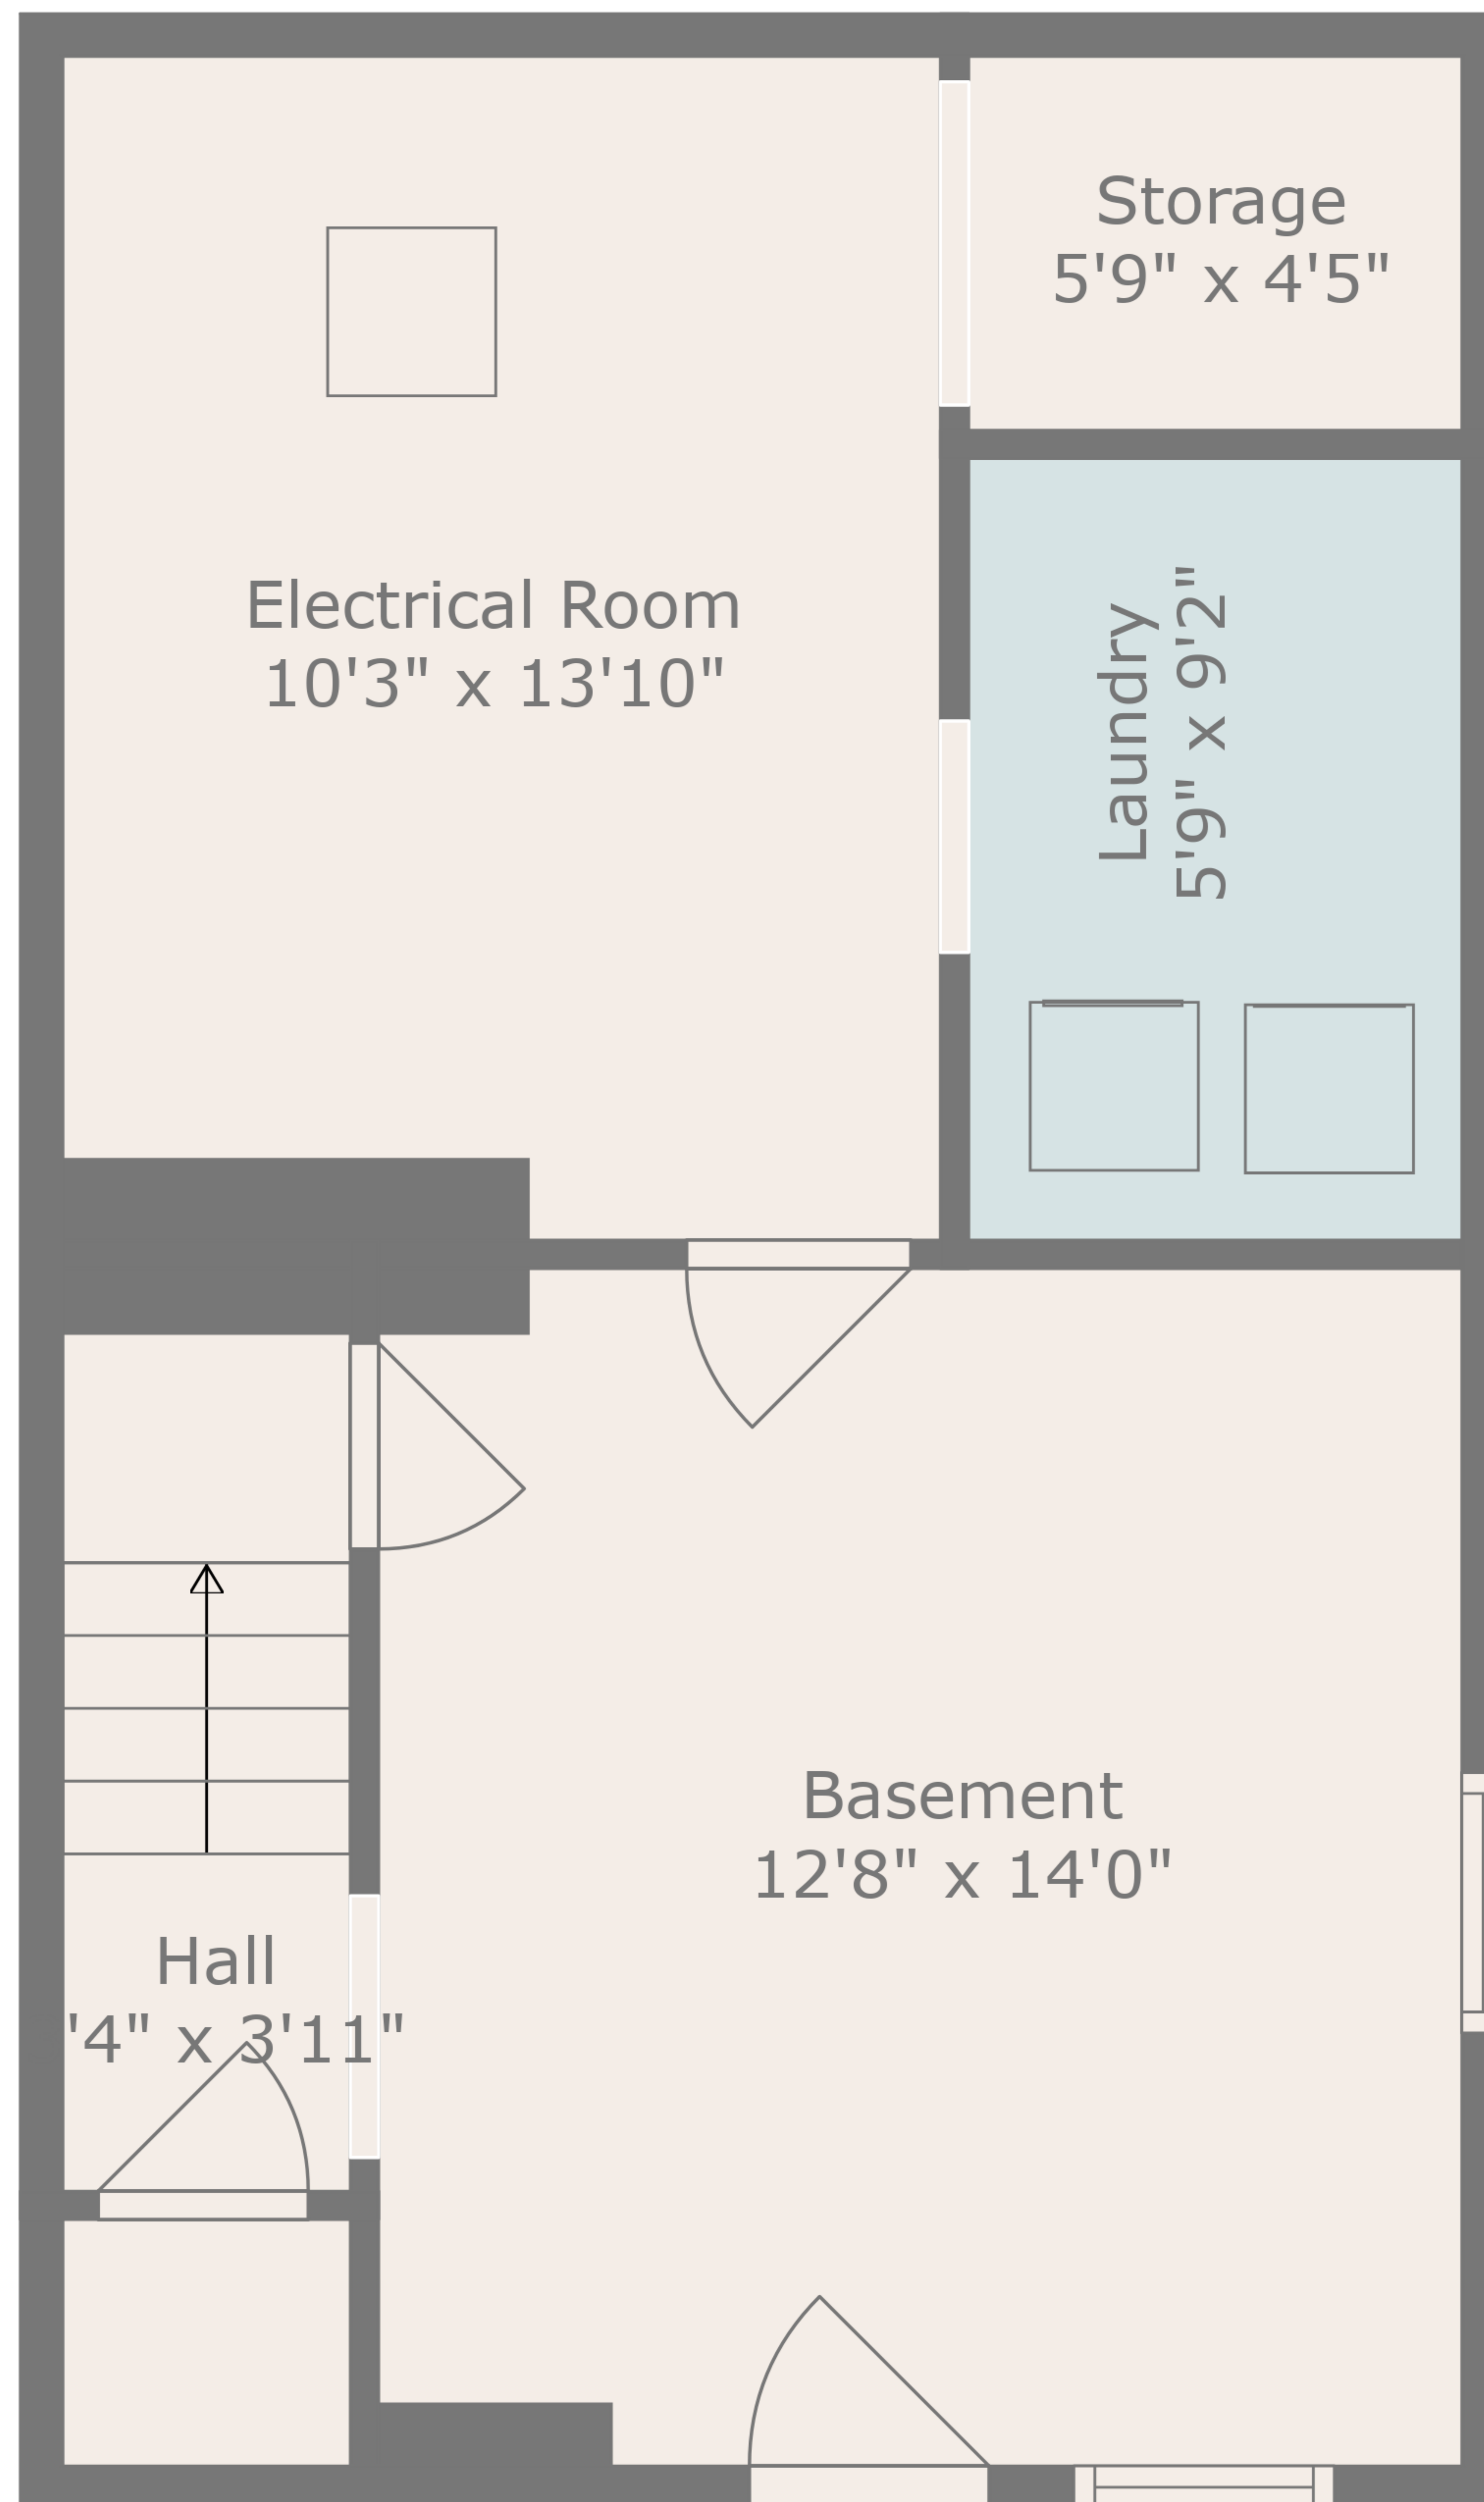 Storage
5'9" x 4'5"
Electrical Room
10'3" x 13'10"
Laundry
5'9" x 9'2"
Basement
12'8" x 14'0"
Hall
'4" x 3'11"